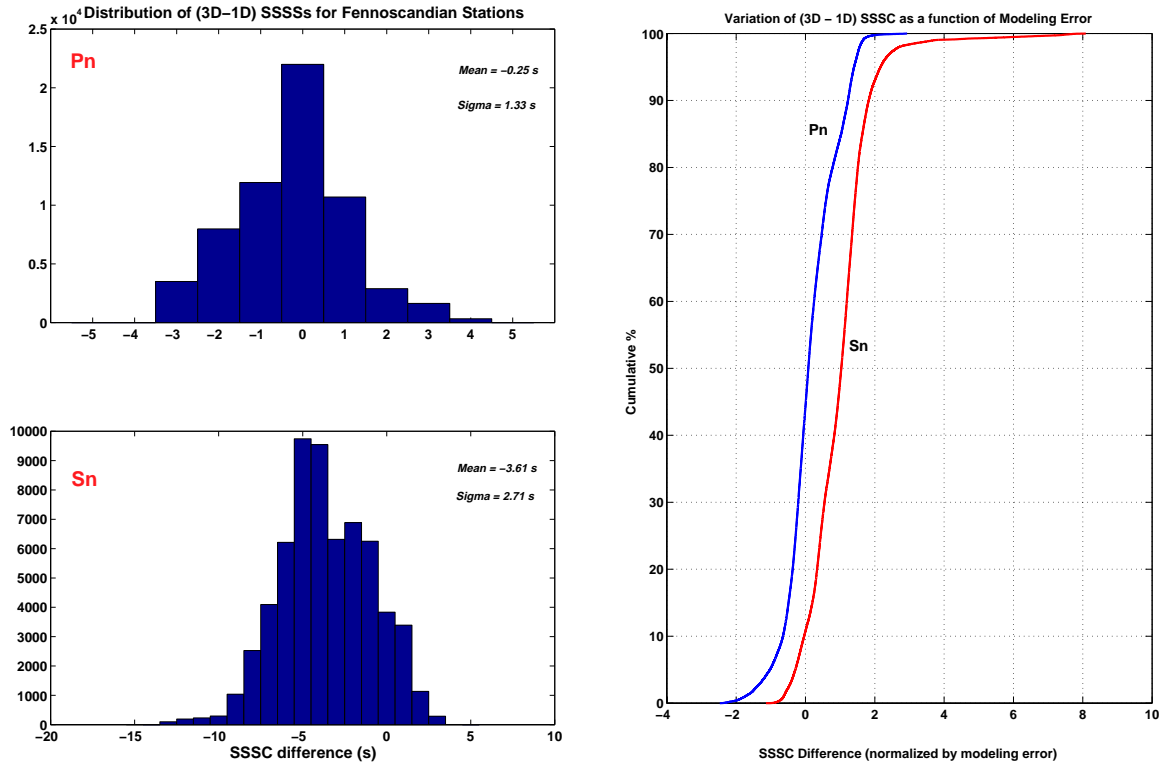 Distribution of (3D−1D) SSSSs for Fennoscandian Stations
2.5 x 10⁴
Pn
Mean = −0.25 s
Sigma = 1.33 s
2
1.5
1
0.5
0
−5 −4 −3 −2 −1 0 1 2 3 4 5
10000
Sn
Mean = −3.61 s
Sigma = 2.71 s
9000
8000
7000
6000
5000
4000
3000
2000
1000
0
−20 −15 −10 −5 0 5 10
SSSC difference (s)
Variation of (3D − 1D) SSSC as a function of Modeling Error
100
90
80
70
60
50
40
30
20
10
0
Pn
Sn
Cumulative %
−4 −2 0 2 4 6 8 10
SSSC Difference (normalized by modeling error)